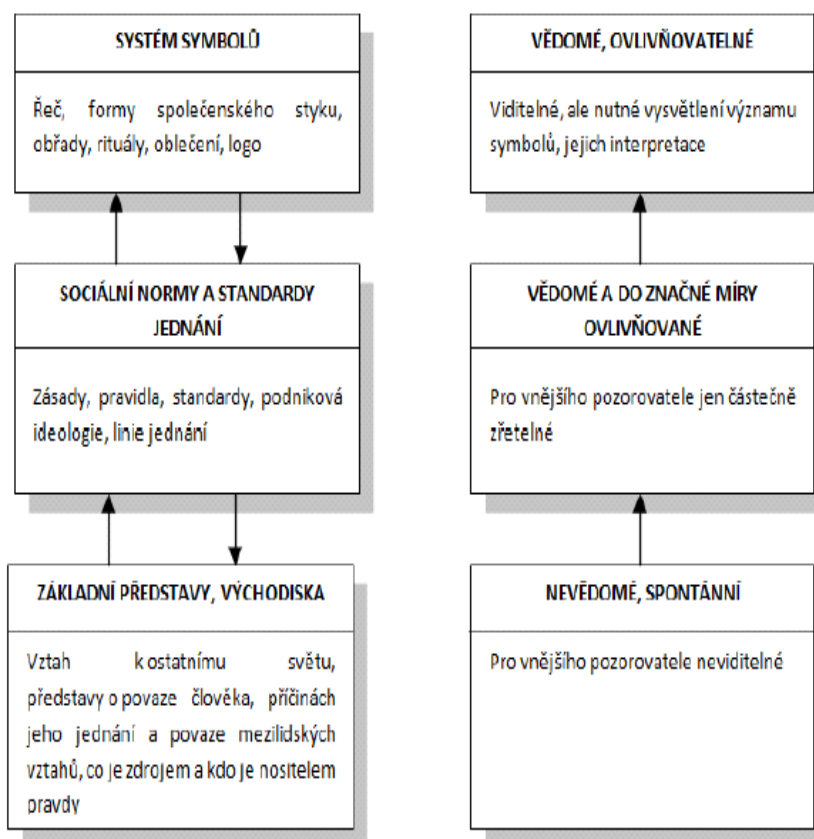 SYSTÉM SYMBOLŮ
Řeč, formy společenského styku,
obřady, rituály, oblečení, logo
VĚDOMÉ, OVLIVŇOVATELNÉ
Viditelné, ale nutné vysvětlení významu
symbolů, jejich interpretace
SOCIÁLNÍ NORMY A STANDARDY
JEDNÁNÍ
Zásady, pravidla, standardy, podniková
ideologie, linie jednání
VĚDOMÉ A DO ZNAČNÉ MÍRY
OVLIVŇOVANÉ
Pro vnějšího pozorovatele jen částečně
zřetelné
ZÁKLADNÍ PŘEDSTAVY, VÝCHODISKA
Vztah k ostatnímu světu,
představy o povaze člověka, příčinách
jeho jednání a povaze mezilidských
vztahů, co je zdrojem a kdo je nositelem
pravdy
NEVĚDOMÉ, SPONTÁNNÍ
Pro vnějšího pozorovatele neviditelné